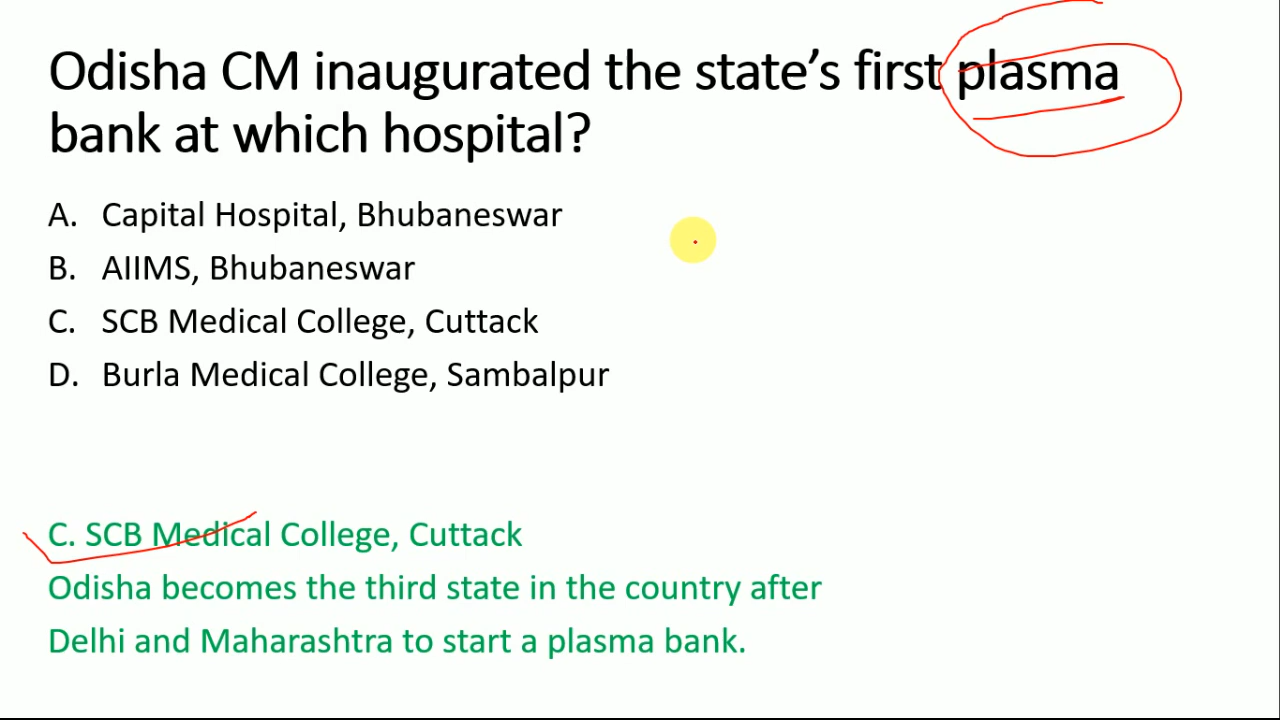 Odisha CM inaugurated the state’s first plasma
bank at which hospital?
A. Capital Hospital, Bhubaneswar
B. AIIMS, Bhubaneswar
C. SCB Medical College, Cuttack
D. Burla Medical College, Sambalpur
C. SCB Medical College, Cuttack
Odisha becomes the third state in the country after
Delhi and Maharashtra to start a plasma bank.